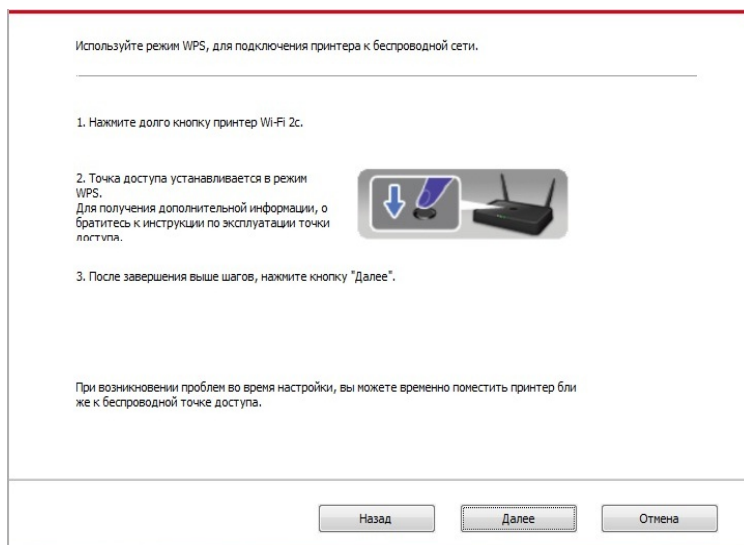 Используйте режим WPS, для подключения принтера к беспроводной сети.
1. Нажмите долго кнопку принтер Wi-Fi 2с.
2. Точка доступа устанавливается в режим
WPS.
Для получения дополнительной информации, о
братитесь к инструкции по эксплуатации точки
доступа.
3. После завершения выше шагов, нажмите кнопку "Далее".
При возникновении проблем во время настройки, вы можете временно поместить принтер бли
же к беспроводной точке доступа.
Назад
Далее
Отмена